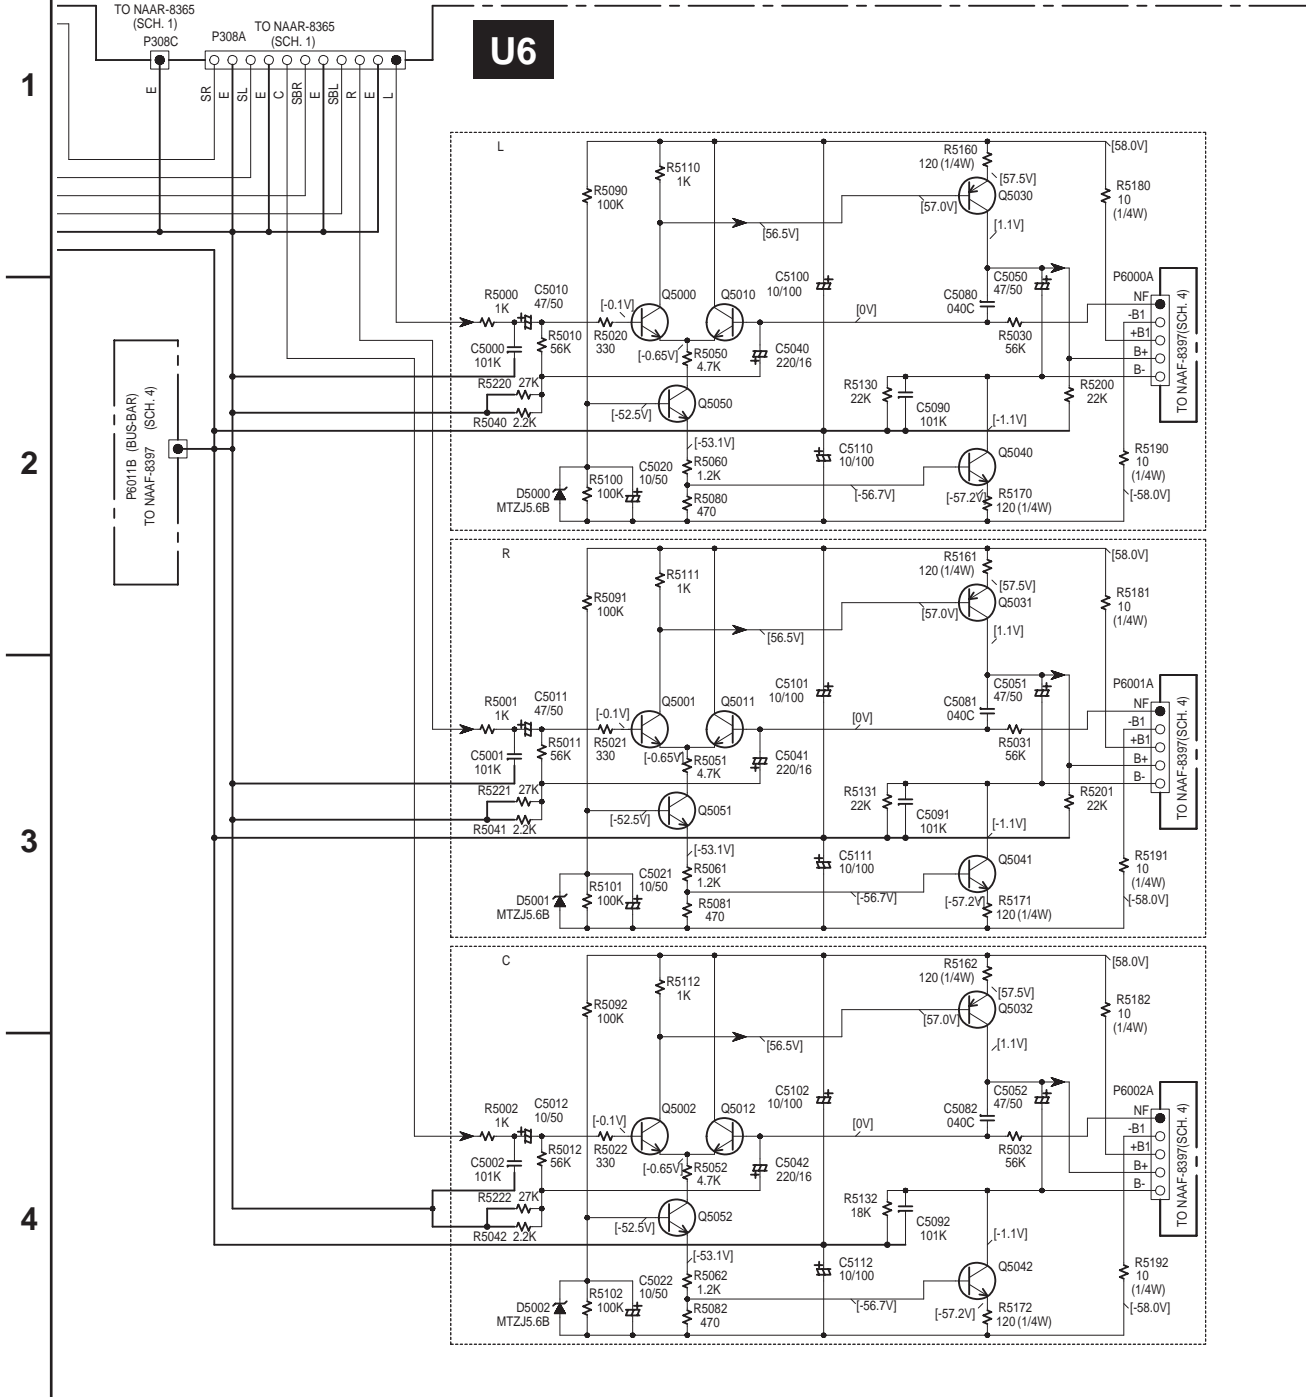 TO NAAR-8365
(SCH. 1)
P308C
P308A
TO NAAR-8365
(SCH. 1)
U6
1
E
SR
E
SL
E
C
SBR
E
SBL
R
E
L
2
P6011B (BUS-BAR)
TO NAAF-8397 (SCH. 4)
3
4
L
R5110
1K
R5090
100K
R5160
120 (1/4W)
[58.0V]
[57.5V]
Q5030
[57.0V]
R5180
10
(1/4W)
[56.5V]
[1.1V]
C5100
10/100
C5050
47/50
P6000A
C5010
47/50
R5000
1K
[-0.1V]
Q5000
Q5010
C5080
040C
[0V]
NF
-B1
+B1
B+
B-
TO NAAF-8397(SCH. 4)
C5000
101K
R5010
56K
R5020
330
[-0.65V]
R5050
4.7K
C5040
220/16
R5030
56K
R5220 27K
R5040 2.2K
[-52.5V]
Q5050
R5130
22K
C5090
101K
R5200
22K
[-53.1V]
[-1.1V]
R5060
1.2K
C5110
10/100
Q5040
R5190
10
(1/4W)
[-58.0V]
D5000
MTZJ5.6B
R5100
100K
C5020
10/50
R5080
470
[-56.7V]
[-57.2V]
R5170
120 (1/4W)
R
R5111
1K
R5091
100K
R5161
120 (1/4W)
[58.0V]
[57.5V]
Q5031
[57.0V]
R5181
10
(1/4W)
[56.5V]
[1.1V]
C5101
10/100
C5051
47/50
P6001A
C5011
47/50
R5001
1K
[-0.1V]
Q5001
Q5011
C5081
040C
[0V]
NF
-B1
+B1
B+
B-
TO NAAF-8397(SCH. 4)
C5001
101K
R5011
56K
R5021
330
[-0.65V]
R5051
4.7K
C5041
220/16
R5031
56K
R5221 27K
R5041 2.2K
[-52.5V]
Q5051
R5131
22K
C5091
101K
R5201
22K
[-53.1V]
[-1.1V]
R5061
1.2K
C5111
10/100
Q5041
R5191
10
(1/4W)
[-58.0V]
D5001
MTZJ5.6B
R5101
100K
C5021
10/50
R5081
470
[-56.7V]
[-57.2V]
R5171
120 (1/4W)
C
R5112
1K
R5092
100K
R5162
120 (1/4W)
[58.0V]
[57.5V]
Q5032
[57.0V]
R5182
10
(1/4W)
[56.5V]
[1.1V]
C5102
10/100
C5052
47/50
P6002A
C5012
10/50
R5002
1K
[-0.1V]
Q5002
Q5012
C5082
040C
[0V]
NF
-B1
+B1
B+
B-
TO NAAF-8397(SCH. 4)
C5002
101K
R5012
56K
R5022
330
[-0.65V]
R5052
4.7K
C5042
220/16
R5032
56K
R5222 27K
R5042 2.2K
[-52.5V]
Q5052
R5132
18K
C5092
101K
[-53.1V]
[-1.1V]
R5062
1.2K
C5112
10/100
Q5042
R5192
10
(1/4W)
[-58.0V]
D5002
MTZJ5.6B
R5102
100K
C5022
10/50
R5082
470
[-56.7V]
[-57.2V]
R5172
120 (1/4W)